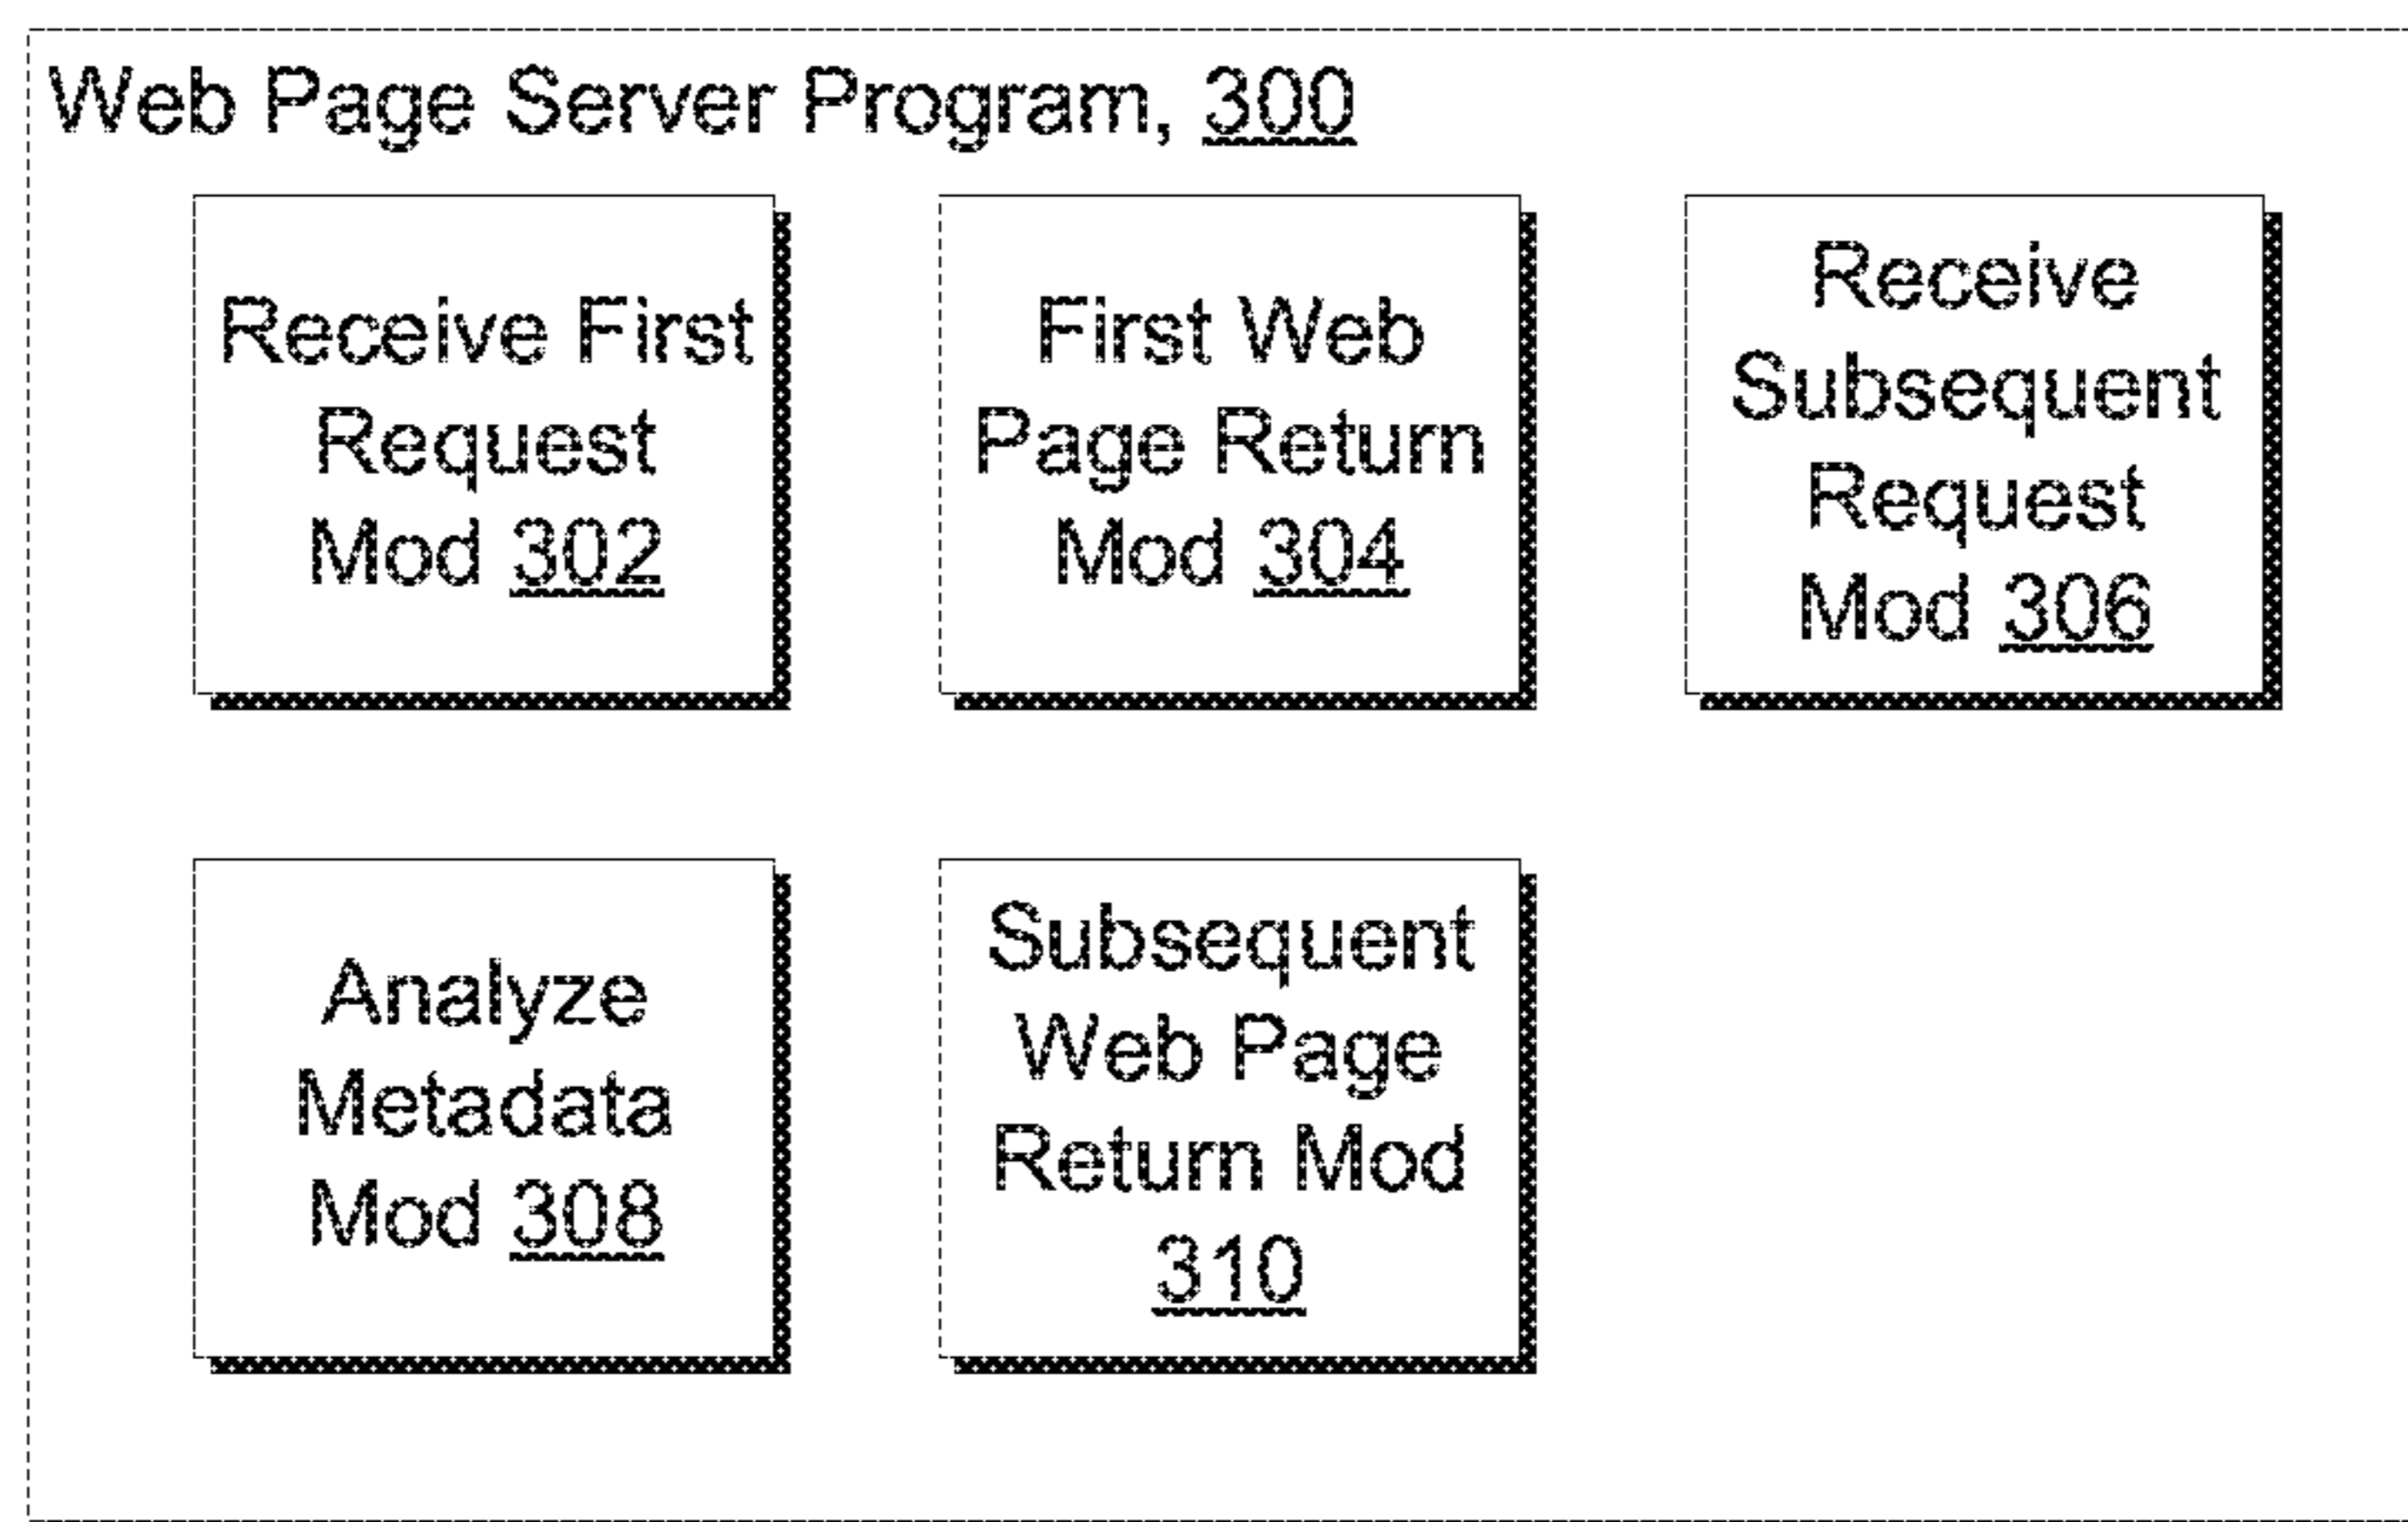 Web Page Server Program, 300
Receive First
Request
Mod 302
First Web
Page Return
Mod 304
Receive
Subsequent
Request
Mod 306
Analyze
Metadata
Mod 308
Subsequent
Web Page
Return Mod
310